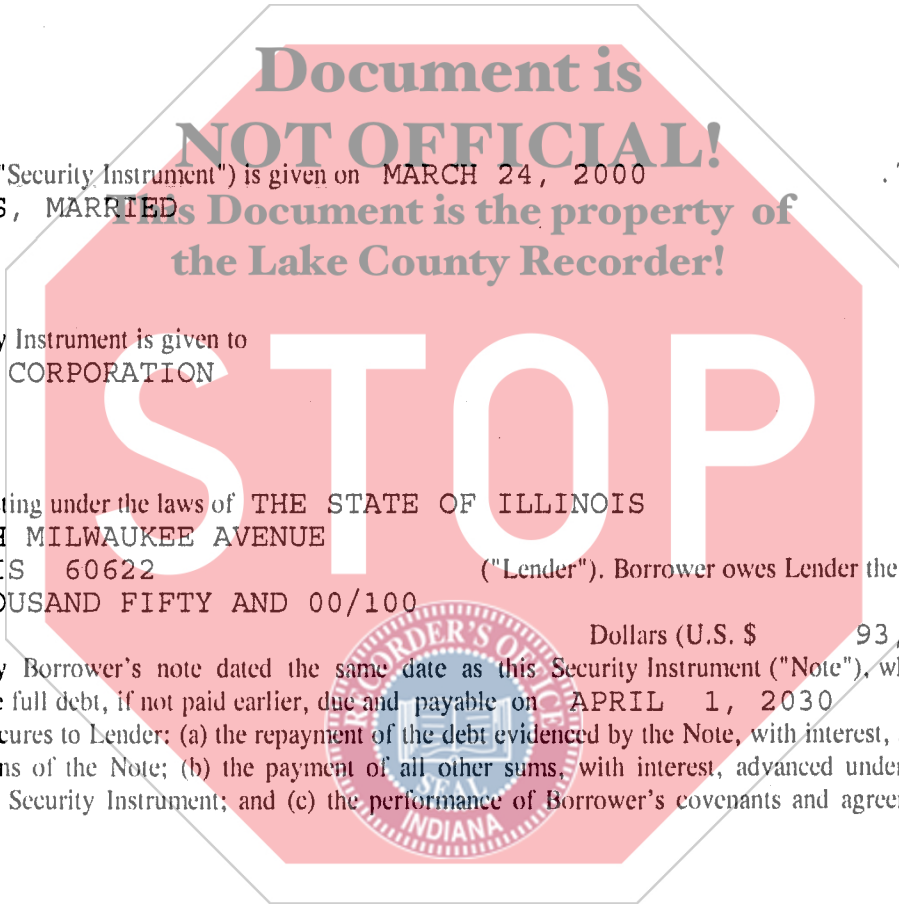 Document is
NOT OFFICIAL!
"Security Instrument") is given on MARCH 24, 2000
S, MARRIED
This Document is the property of
the Lake County Recorder!
y Instrument is given to
CORPORATION
STOP
ting under the laws of THE STATE OF ILLINOIS
H MILWAUKEE AVENUE
IS 60622 ("Lender"). Borrower owes Lender the
OUSAND FIFTY AND 00/100
Dollars (U.S. $ 93,
y Borrower's note dated the same date as this Security Instrument ("Note"), wh
e full debt, if not paid earlier, due and payable on APRIL 1, 2030
cures to Lender: (a) the repayment of the debt evidenced by the Note, with interest,
ns of the Note; (b) the payment of all other sums, with interest, advanced under
Security Instrument; and (c) the performance of Borrower's covenants and agree
RECORDER'S OFFICE
SEAL
INDIANA